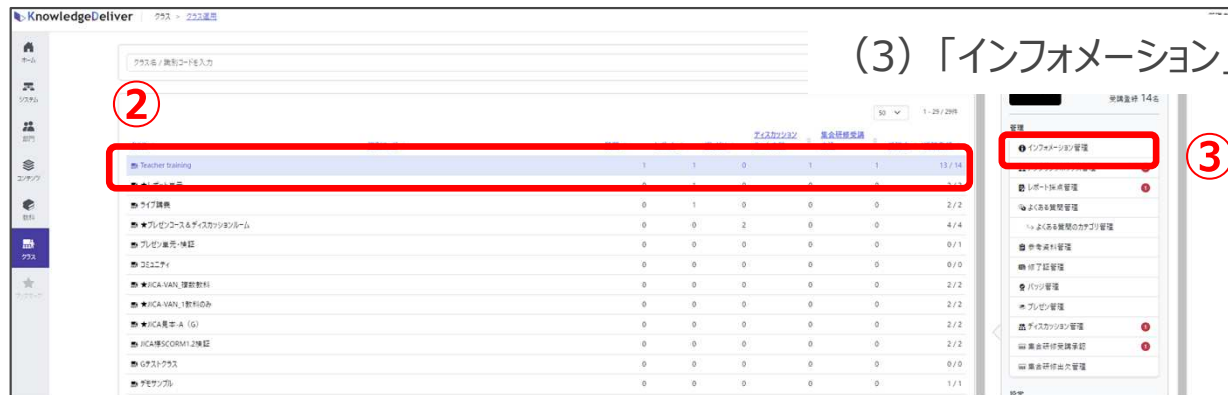 KnowledgeDeliver クラス > クラス運用
（3）「インフォメーション」
ホーム
システム
部門
コンテンツ
教科
クラス
クラス名 / 識別コードを入力
②
50 1 - 29 / 29件
ディスカッション 集合研修受講
Teacher training 1 1 0 1 1 13 / 14
ライブ講義 0 1 0 0 0 2 / 2
★プレゼンコース＆ディスカッションルーム 0 0 2 0 0 4 / 4
プレゼン単元・検証 0 0 0 0 0 0 / 1
コミュニティ 0 0 0 0 0 0 / 0
★JICA-VAN_複数教科 0 0 0 0 0 2 / 2
★JICA-VAN_1教科のみ 0 0 0 0 0 2 / 2
★JICA見本-A（G） 0 0 0 0 0 2 / 2
JICA様SCORM1.2検証 0 0 0 0 0 2 / 2
Gテストクラス 0 0 0 0 0 0 / 0
デモサンプル 0 0 0 0 0 1 / 1
受講登録 14名
管理
インフォメーション管理
③
レポート採点管理 1
よくある質問管理
よくある質問のカテゴリ管理
参考資料管理
修了証管理
バッジ管理
プレゼン管理
ディスカッション管理 1
集合研修受講承認 1
集合研修出欠管理
設定